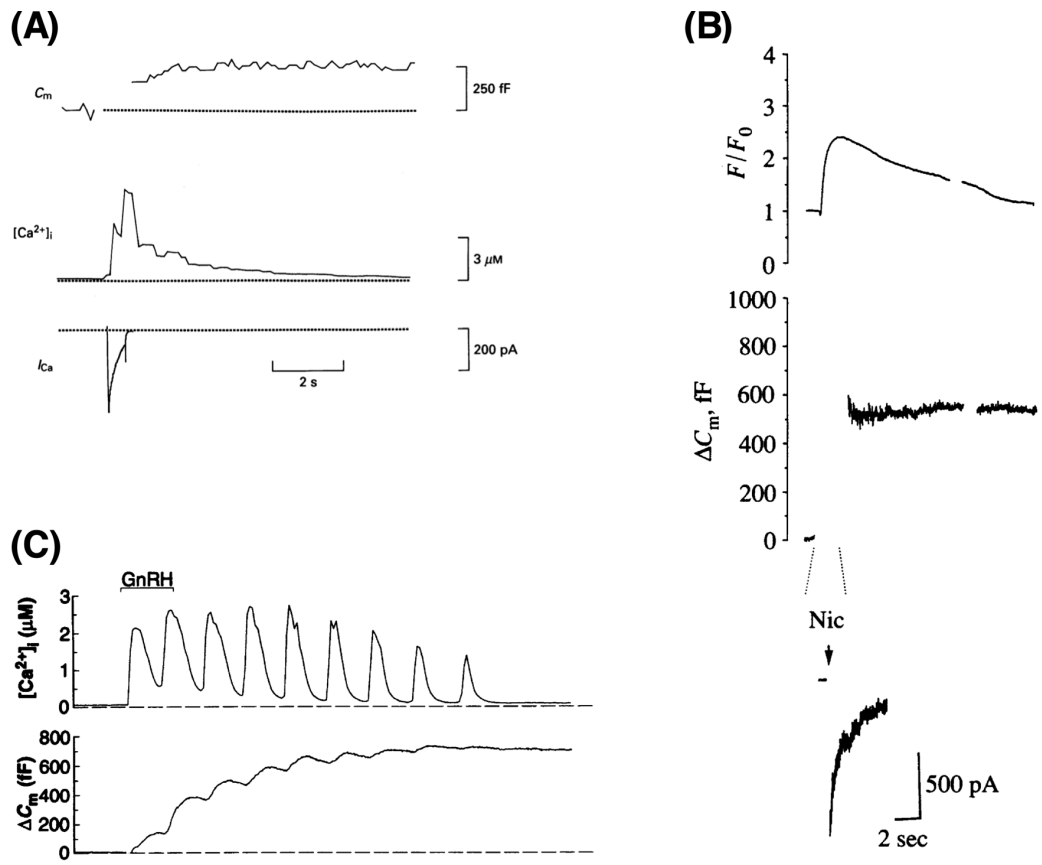 (A)
Cm
250 fF
[Ca2+]i
3 μM
ICa
200 pA
2 s
(B)
F/F0
4
3
2
1
0
ΔCm, fF
1000
800
600
400
200
0
Nic
500 pA
2 sec
(C)
GnRH
[Ca2+]i (μM)
3
2
1
0
ΔCm (fF)
800
600
400
200
0